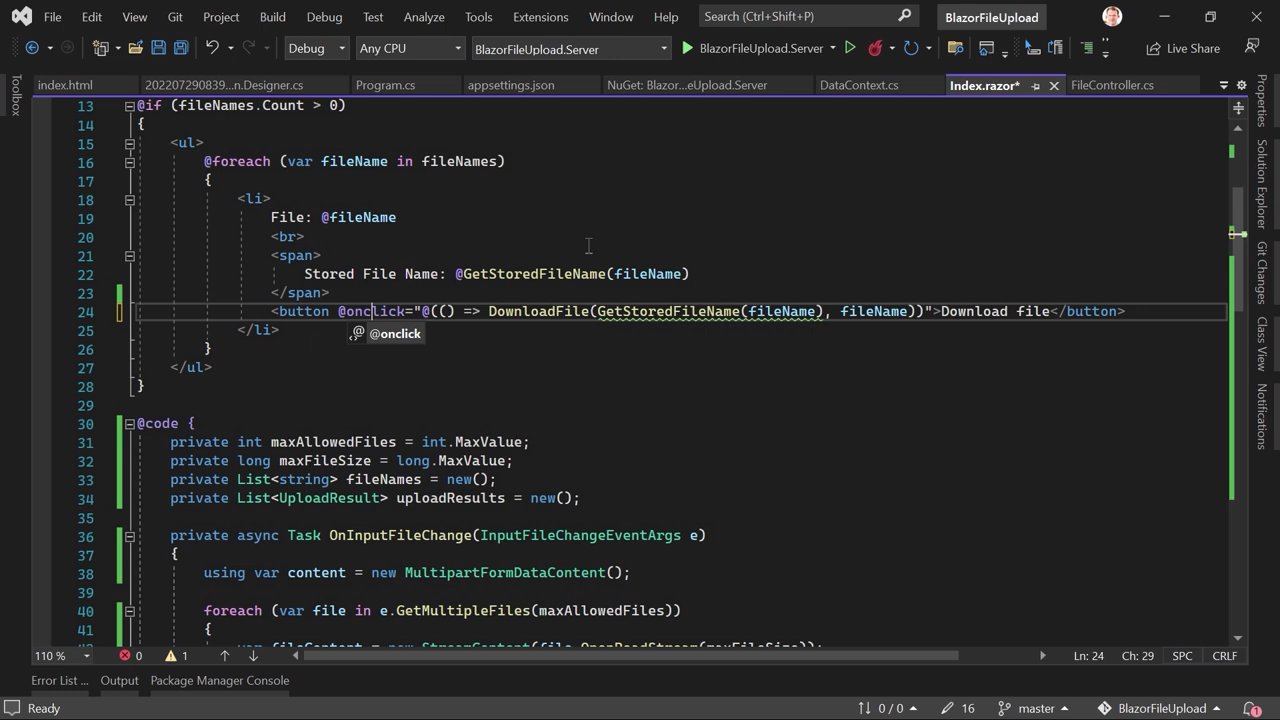 File Edit View Git Project Build Debug Test Analyze Tools Extensions Window Help Search (Ctrl+Shift+P) BlazorFileUpload
Debug Any CPU BlazorFileUpload.Server BlazorFileUpload.Server Live Share
index.html 202207290839...n.Designer.cs Program.cs appsettings.json NuGet: Blazor...eUpload.Server DataContext.cs Index.razor* FileController.cs
Toolbox
13 @if (fileNames.Count > 0)
14 {
15 <ul>
16 @foreach (var fileName in fileNames)
17 {
18 <li>
19 File: @fileName
20 <br>
21 <span>
22 Stored File Name: @GetStoredFileName(fileName)
23 </span>
24 <button @onclick="@(() => DownloadFile(GetStoredFileName(fileName), fileName))">Download file</button>
25 </li>
@onclick
26 }
27 </ul>
28 }
29
30 @code {
31 private int maxAllowedFiles = int.MaxValue;
32 private long maxFileSize = long.MaxValue;
33 private List<string> fileNames = new();
34 private List<UploadResult> uploadResults = new();
35
36 private async Task OnInputFileChange(InputFileChangeEventArgs e)
37 {
38 using var content = new MultipartFormDataContent();
39
40 foreach (var file in e.GetMultipleFiles(maxAllowedFiles))
41 {
var fileContent = new StreamContent(file.OpenReadStream(maxFileSize));
Properties
Solution Explorer
Git Changes
Class View
Notifications
110 % 0 1 Ln: 24 Ch: 29 SPC CRLF
Error List ... Output Package Manager Console
Ready 0 / 0 16 master BlazorFileUpload 1